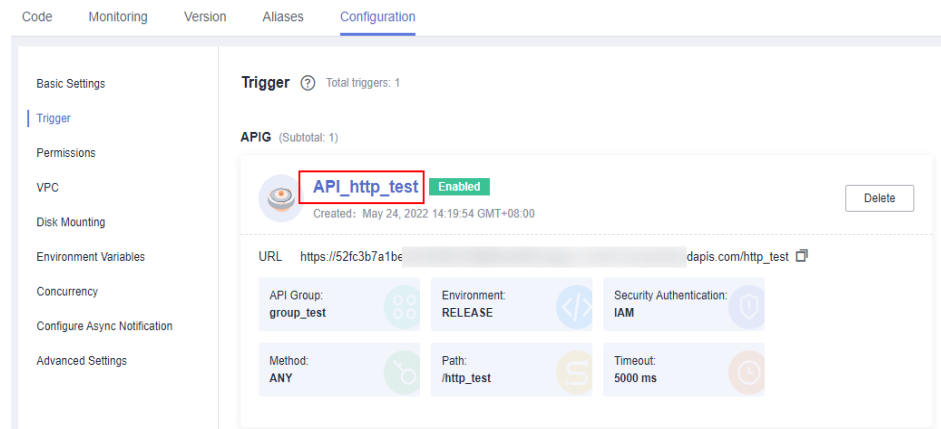 Code Monitoring Version Aliases Configuration
Basic Settings
Trigger
Permissions
VPC
Disk Mounting
Environment Variables
Concurrency
Configure Async Notification
Advanced Settings
Trigger ? Total triggers: 1
APIG (Subtotal: 1)
API_http_test Enabled
Created: May 24, 2022 14:19:54 GMT+08:00
Delete
URL https://52fc3b7a1be dapis.com/http_test
API Group:
group_test
Environment:
RELEASE
Security Authentication:
IAM
Method:
ANY
Path:
/http_test
Timeout:
5000 ms